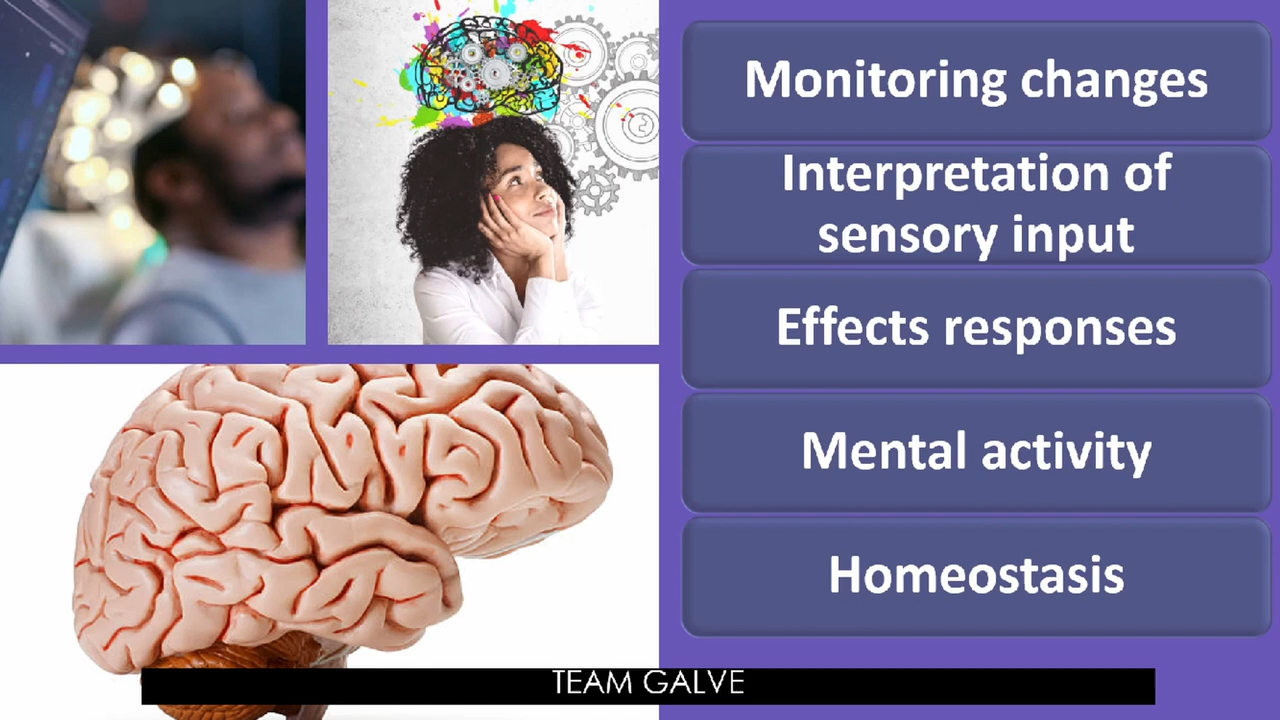 Monitoring changes
Interpretation of
sensory input
Effects responses
Mental activity
Homeostasis
TEAM GALVE